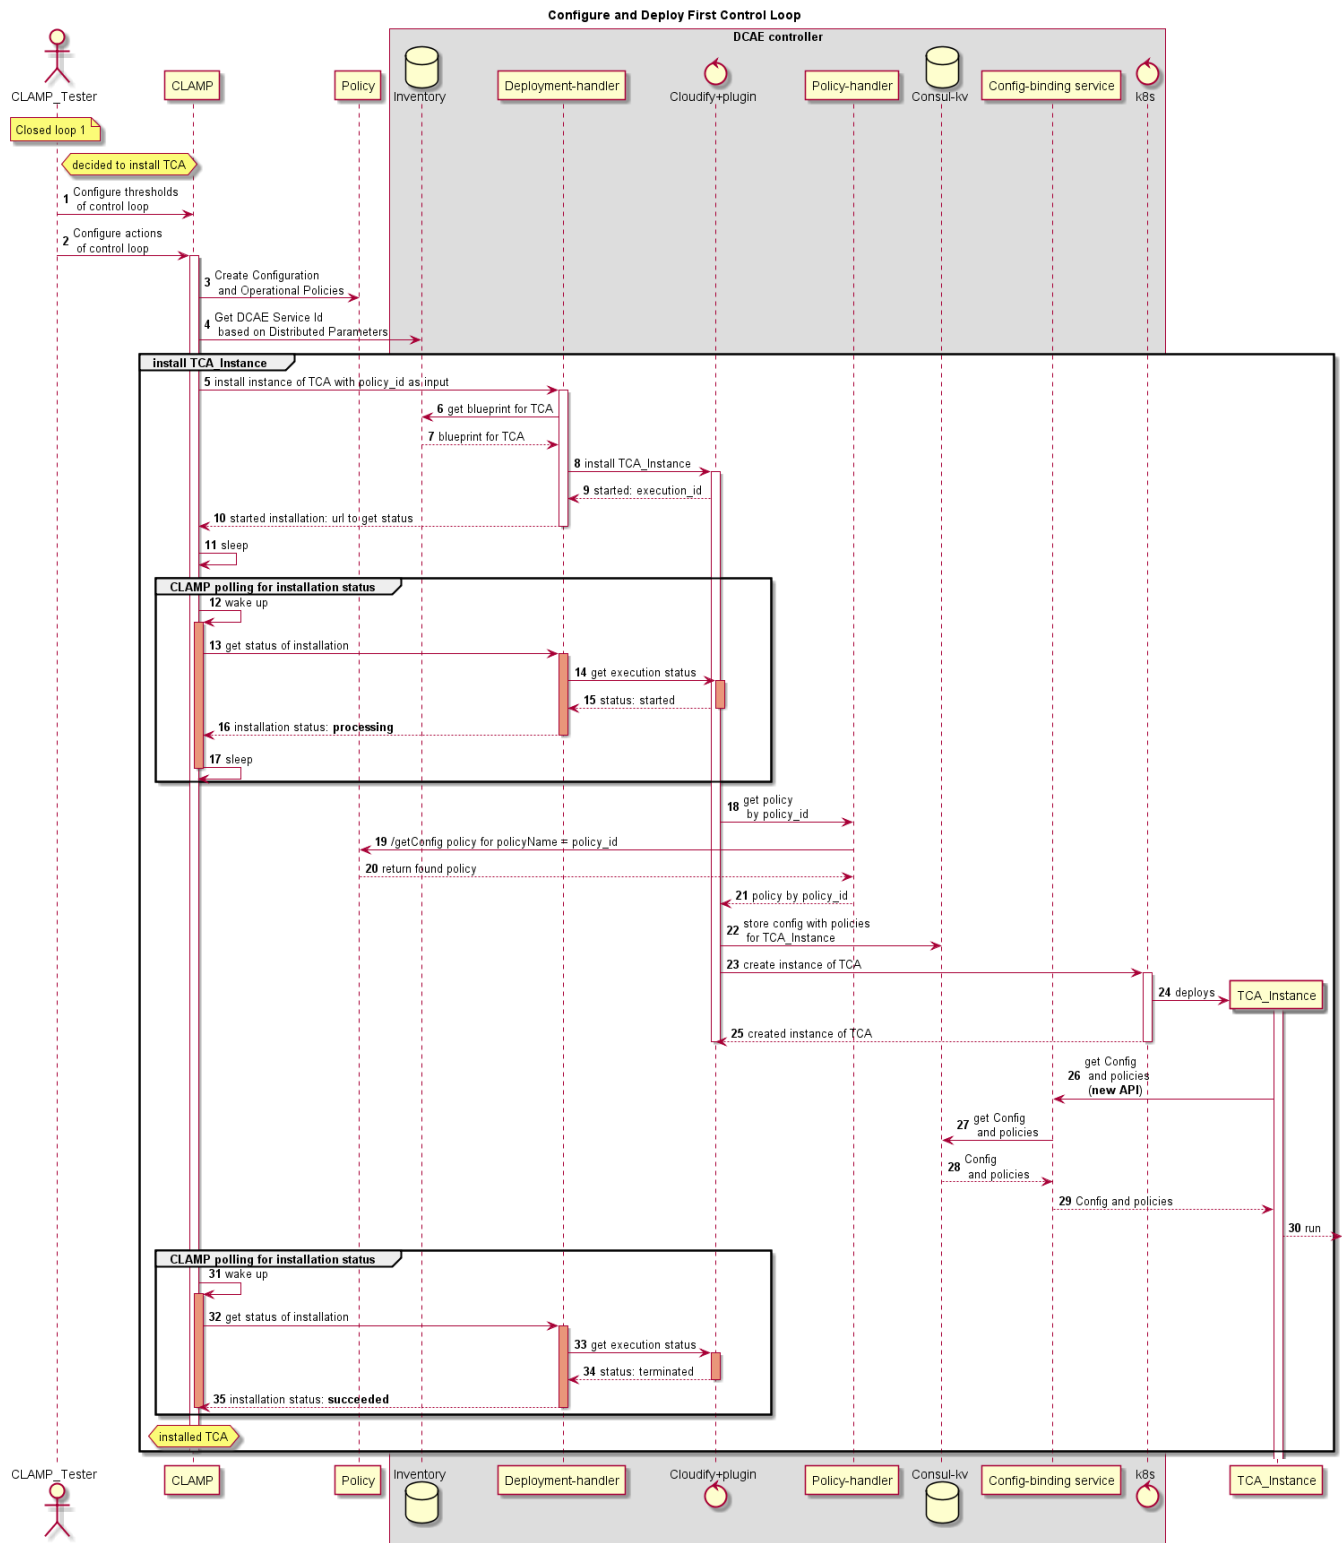 Configure and Deploy First Control Loop
DCAE controller
CLAMP_Tester
CLAMP
Policy
Inventory
Deployment-handler
Cloudify+plugin
Policy-handler
Consul-kv
Config-binding service
k8s
Closed loop 1
decided to install TCA
1 Configure thresholds
of control loop
2 Configure actions
of control loop
3 Create Configuration
and Operational Policies
4 Get DCAE Service Id
based on Distributed Parameters
install TCA_Instance
5 install instance of TCA with policy_id as input
6 get blueprint for TCA
7 blueprint for TCA
8 install TCA_Instance
9 started: execution_id
10 started installation: url to get status
11 sleep
CLAMP polling for installation status
12 wake up
13 get status of installation
14 get execution status
15 status: started
16 installation status: processing
17 sleep
18 get policy
by policy_id
19 /getConfig policy for policyName = policy_id
20 return found policy
21 policy by policy_id
22 store config with policies
for TCA_Instance
23 create instance of TCA
24 deploys
TCA_Instance
25 created instance of TCA
get Config
26 and policies
(new API)
27 get Config
and policies
28 Config
and policies
29 Config and policies
30 run
CLAMP polling for installation status
31 wake up
32 get status of installation
33 get execution status
34 status: terminated
35 installation status: succeeded
installed TCA
CLAMP_Tester
CLAMP
Policy
Inventory
Deployment-handler
Cloudify+plugin
Policy-handler
Consul-kv
Config-binding service
k8s
TCA_Instance